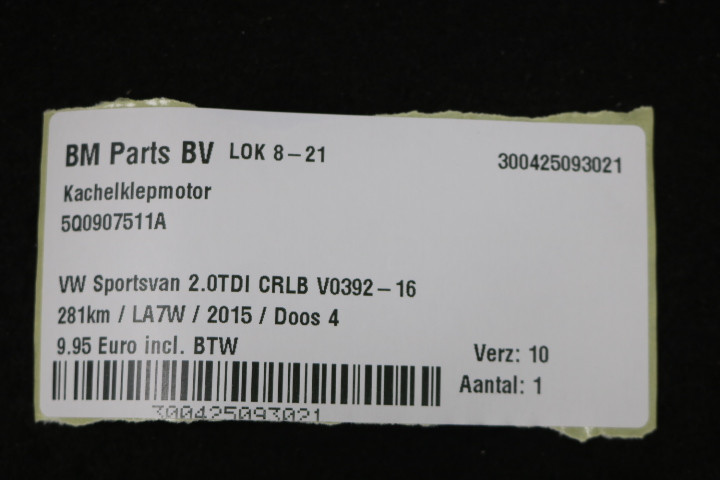 BM Parts BV LOK 8-21 300425093021
Kachelklepmotor
5Q0907511A
VW Sportsvan 2.0TDI CRLB V0392-16
281km / LA7W / 2015 / Doos 4
9.95 Euro incl. BTW
Verz: 10
Aantal: 1
300425093021